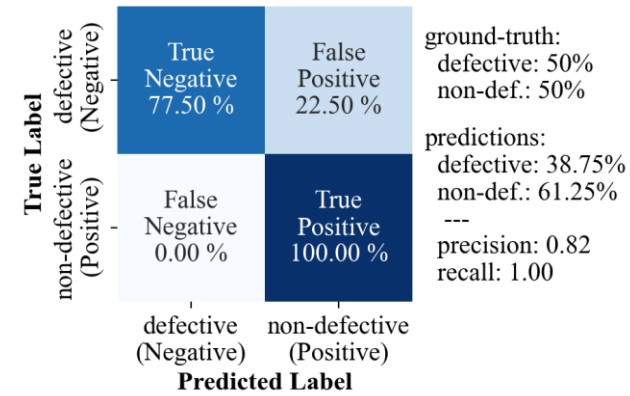 True Label
defective
(Negative)
non-defective
(Positive)
True
Negative
77.50 %
False
Positive
22.50 %
False
Negative
0.00 %
True
Positive
100.00 %
defective
(Negative)
non-defective
(Positive)
Predicted Label
ground-truth:
defective: 50%
non-def.: 50%
predictions:
defective: 38.75%
non-def.: 61.25%
---
precision: 0.82
recall: 1.00